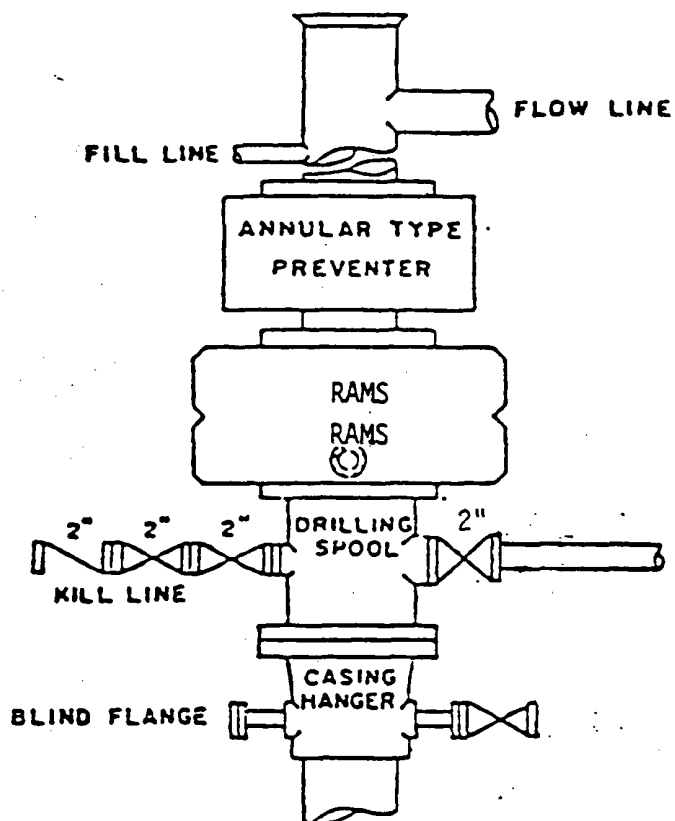 FLOW LINE
FILL LINE
ANNULAR TYPE
PREVENTER
RAMS
RAMS
2" 2" 2"
DRILLING
SPOOL
2"
KILL LINE
CASING
HANGER
BLIND FLANGE